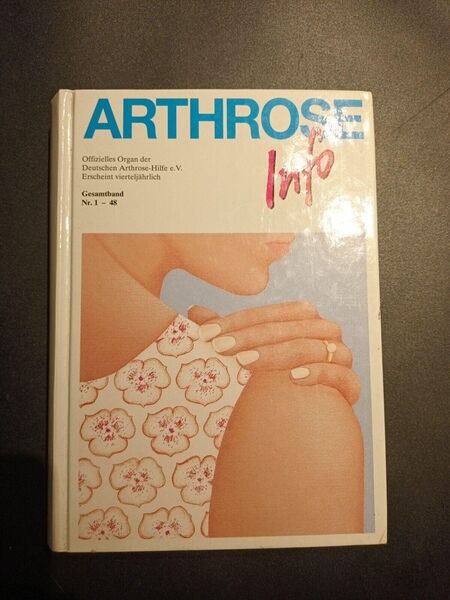 ARTHROSE
Info
Offizielles Organ der
Deutschen Arthrose-Hilfe e.V.
Erscheint vierteljährlich
Gesamtband
Nr. 1 – 48